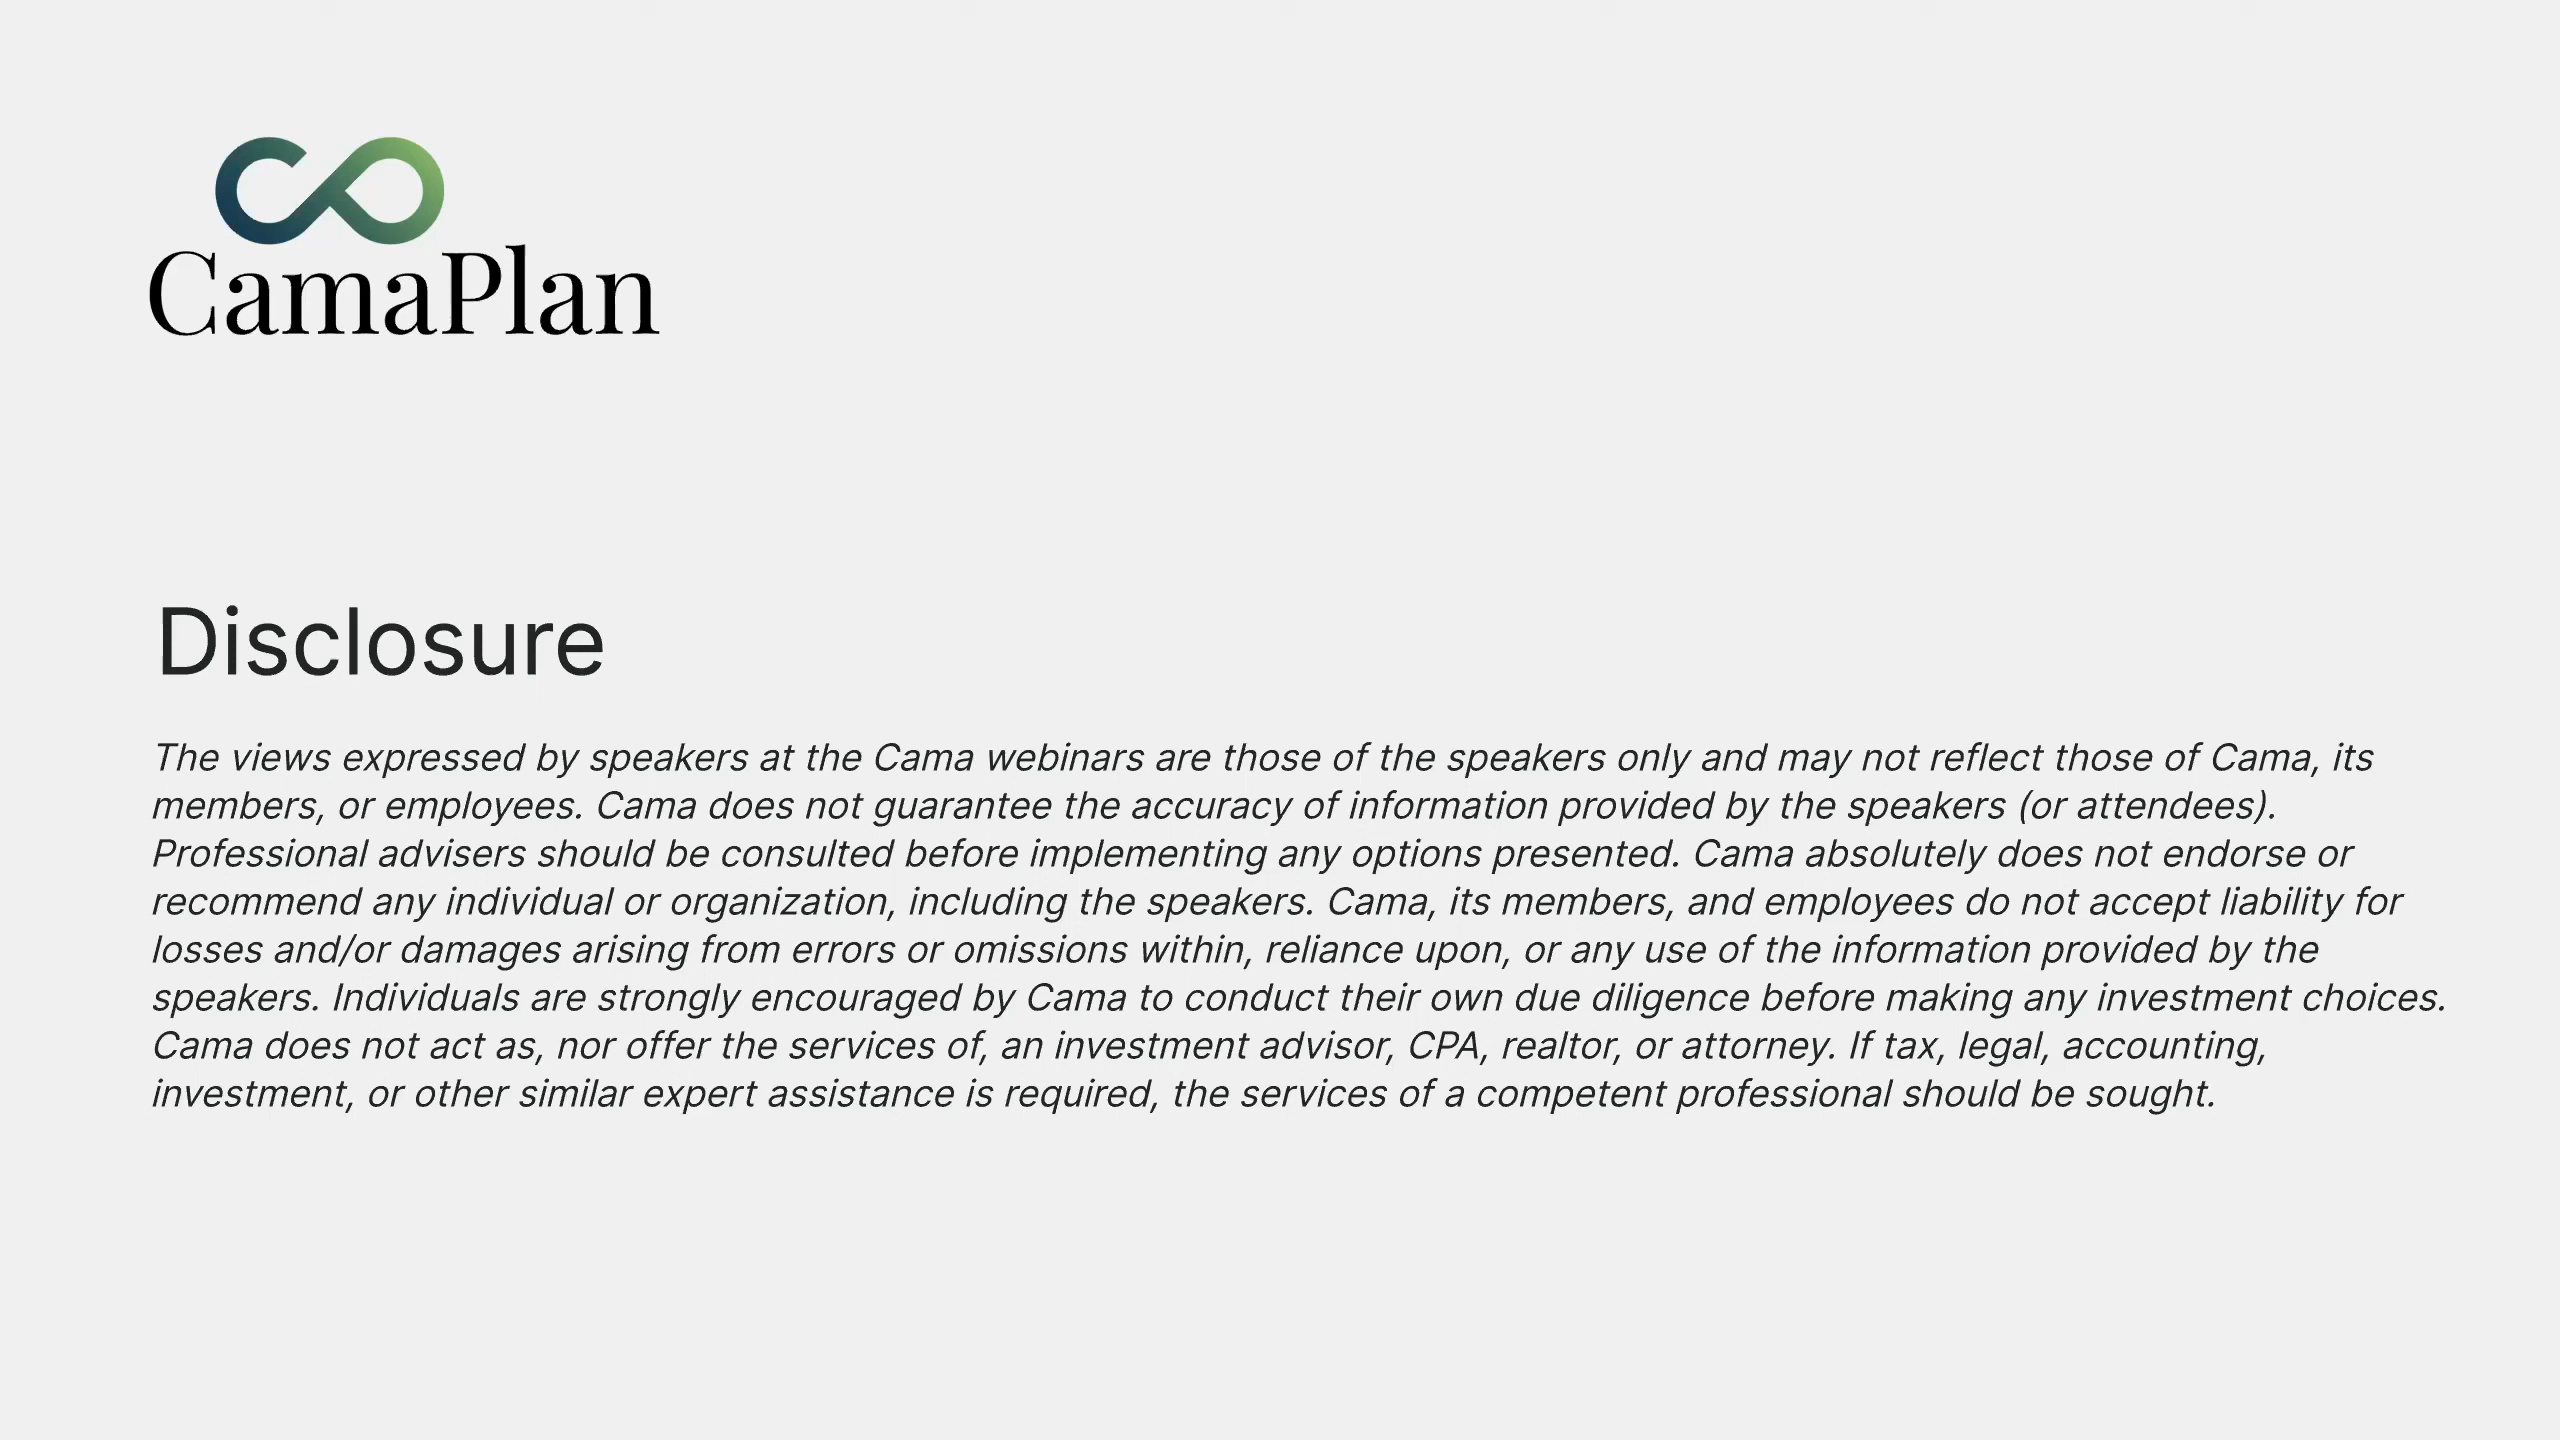 CamaPlan
Disclosure
The views expressed by speakers at the Cama webinars are those of the speakers only and may not reflect those of Cama, its
members, or employees. Cama does not guarantee the accuracy of information provided by the speakers (or attendees).
Professional advisers should be consulted before implementing any options presented. Cama absolutely does not endorse or
recommend any individual or organization, including the speakers. Cama, its members, and employees do not accept liability for
losses and/or damages arising from errors or omissions within, reliance upon, or any use of the information provided by the
speakers. Individuals are strongly encouraged by Cama to conduct their own due diligence before making any investment choices.
Cama does not act as, nor offer the services of, an investment advisor, CPA, realtor, or attorney. If tax, legal, accounting,
investment, or other similar expert assistance is required, the services of a competent professional should be sought.